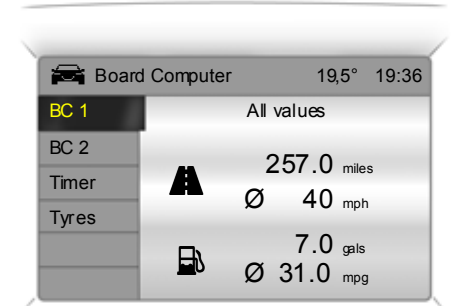 Board Computer 19,5° 19:36
BC 1
All values
BC 2
Timer
Tyres
257.0 miles
Ø 40 mph
7.0 gals
Ø 31.0 mpg